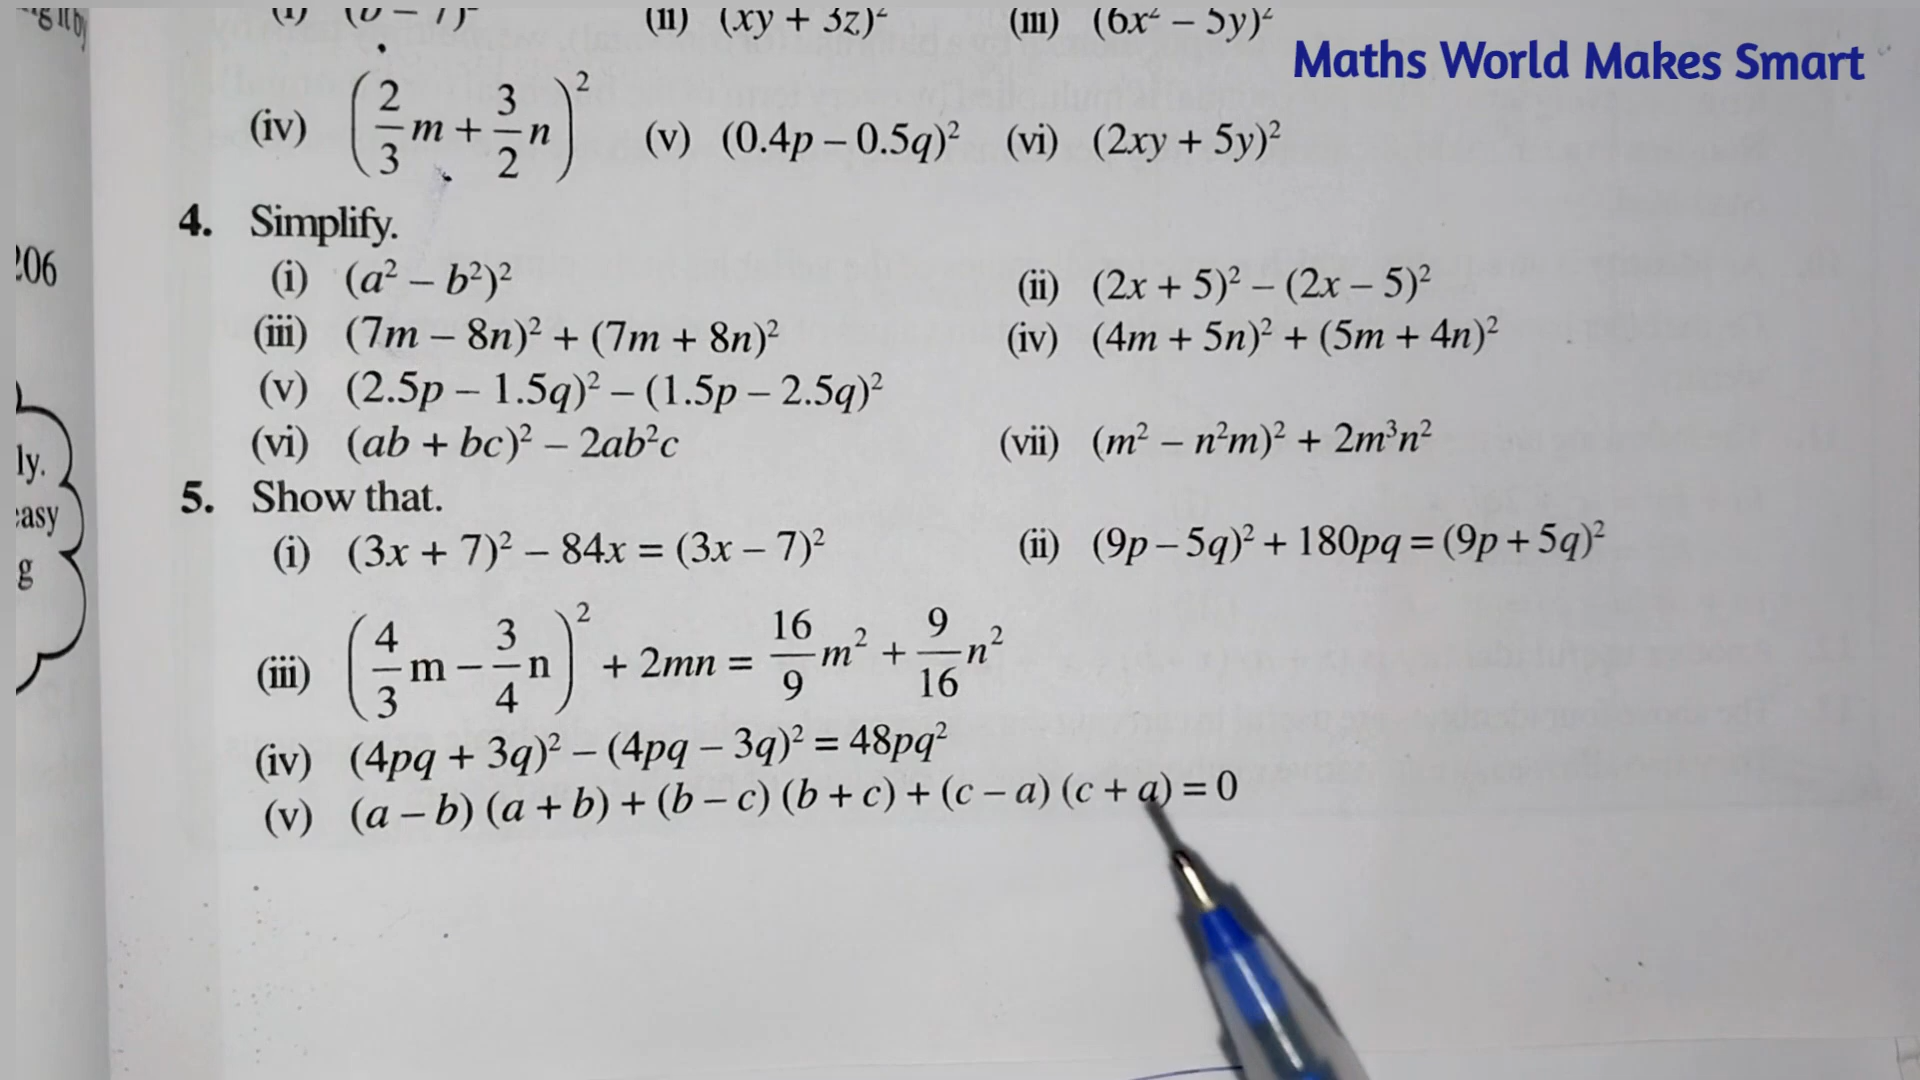 (ii) (xy + 3z)² (iii) (6x² – 5y)²
Maths World Makes Smart
(iv) (2/3 m + 3/2 n)² (v) (0.4p – 0.5q)² (vi) (2xy + 5y)²
4. Simplify.
(i) (a² – b²)² (ii) (2x + 5)² – (2x – 5)²
(iii) (7m – 8n)² + (7m + 8n)² (iv) (4m + 5n)² + (5m + 4n)²
(v) (2.5p – 1.5q)² – (1.5p – 2.5q)²
(vi) (ab + bc)² – 2ab²c (vii) (m² – n²m)² + 2m³n²
5. Show that.
(i) (3x + 7)² – 84x = (3x – 7)² (ii) (9p – 5q)² + 180pq = (9p + 5q)²
(iii) (4/3 m – 3/4 n)² + 2mn = 16/9 m² + 9/16 n²
(iv) (4pq + 3q)² – (4pq – 3q)² = 48pq²
(v) (a – b) (a + b) + (b – c) (b + c) + (c – a) (c + a) = 0
206
ly.
easy
g